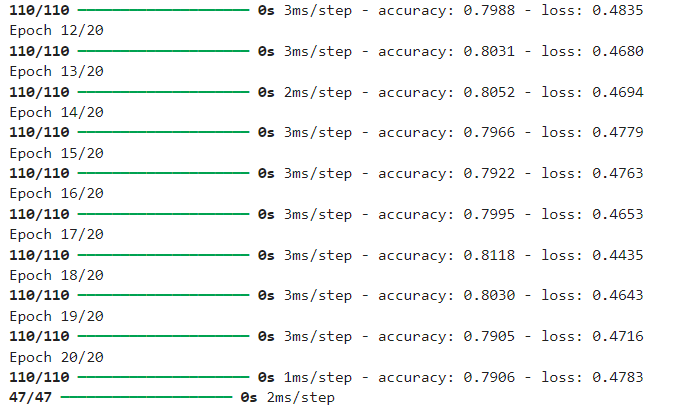 110/110 ━━━━━━━━━━━━━━━━━━━━ 0s 3ms/step - accuracy: 0.7988 - loss: 0.4835
Epoch 12/20
110/110 ━━━━━━━━━━━━━━━━━━━━ 0s 3ms/step - accuracy: 0.8031 - loss: 0.4680
Epoch 13/20
110/110 ━━━━━━━━━━━━━━━━━━━━ 0s 2ms/step - accuracy: 0.8052 - loss: 0.4694
Epoch 14/20
110/110 ━━━━━━━━━━━━━━━━━━━━ 0s 3ms/step - accuracy: 0.7966 - loss: 0.4779
Epoch 15/20
110/110 ━━━━━━━━━━━━━━━━━━━━ 0s 3ms/step - accuracy: 0.7922 - loss: 0.4763
Epoch 16/20
110/110 ━━━━━━━━━━━━━━━━━━━━ 0s 3ms/step - accuracy: 0.7995 - loss: 0.4653
Epoch 17/20
110/110 ━━━━━━━━━━━━━━━━━━━━ 0s 3ms/step - accuracy: 0.8118 - loss: 0.4435
Epoch 18/20
110/110 ━━━━━━━━━━━━━━━━━━━━ 0s 3ms/step - accuracy: 0.8030 - loss: 0.4643
Epoch 19/20
110/110 ━━━━━━━━━━━━━━━━━━━━ 0s 3ms/step - accuracy: 0.7905 - loss: 0.4716
Epoch 20/20
110/110 ━━━━━━━━━━━━━━━━━━━━ 0s 1ms/step - accuracy: 0.7906 - loss: 0.4783
47/47 ━━━━━━━━━━━━━━━━━━━━ 0s 2ms/step